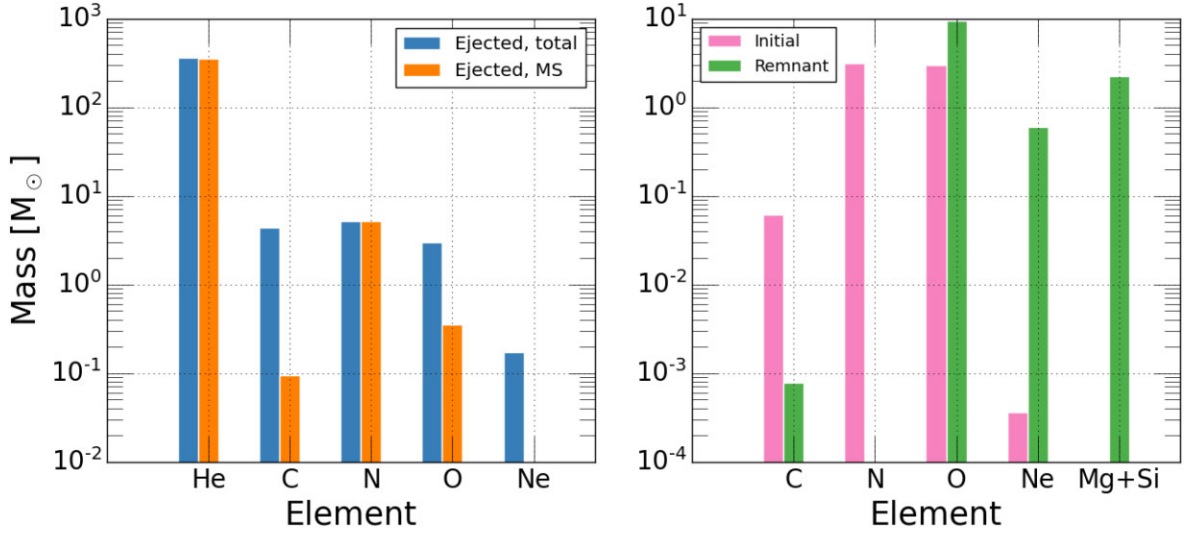 Mass [M⊙]
10^3
10^2
10^1
10^0
10^-1
10^-2
Ejected, total
Ejected, MS
He C N O Ne
Element
10^1
10^0
10^-1
10^-2
10^-3
10^-4
Initial
Remnant
C N O Ne Mg+Si
Element